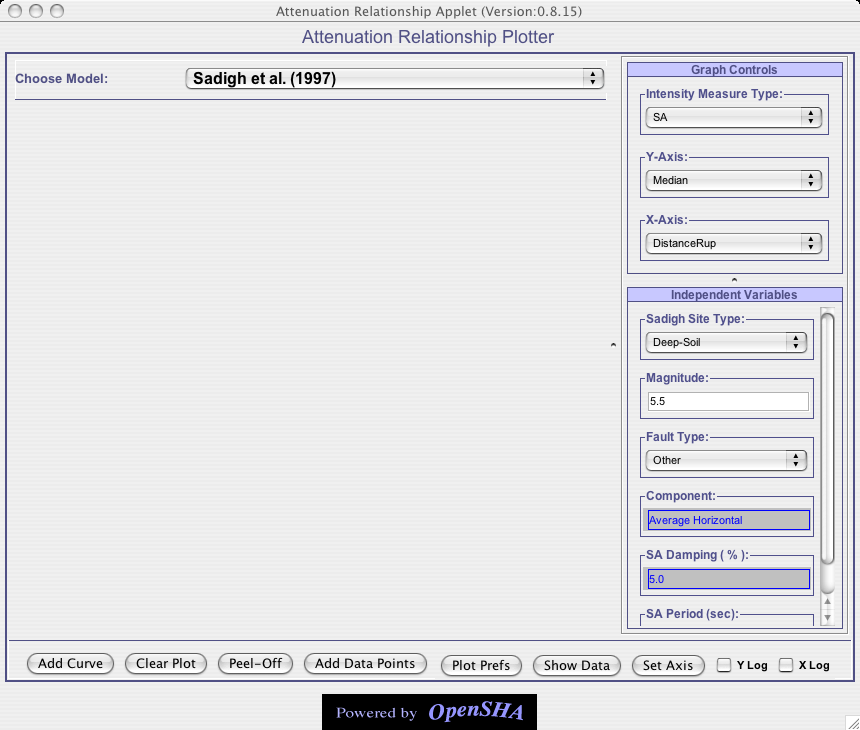 Attenuation Relationship Applet (Version:0.8.15)
Attenuation Relationship Plotter
Choose Model: Sadigh et al. (1997)
Graph Controls
Intensity Measure Type:
SA
Y-Axis:
Median
X-Axis:
DistanceRup
Independent Variables
Sadigh Site Type:
Deep-Soil
Magnitude:
5.5
Fault Type:
Other
Component:
Average Horizontal
SA Damping ( % ):
5.0
SA Period (sec):
Add Curve Clear Plot Peel-Off Add Data Points Plot Prefs Show Data Set Axis Y Log X Log
Powered by OpenSHA